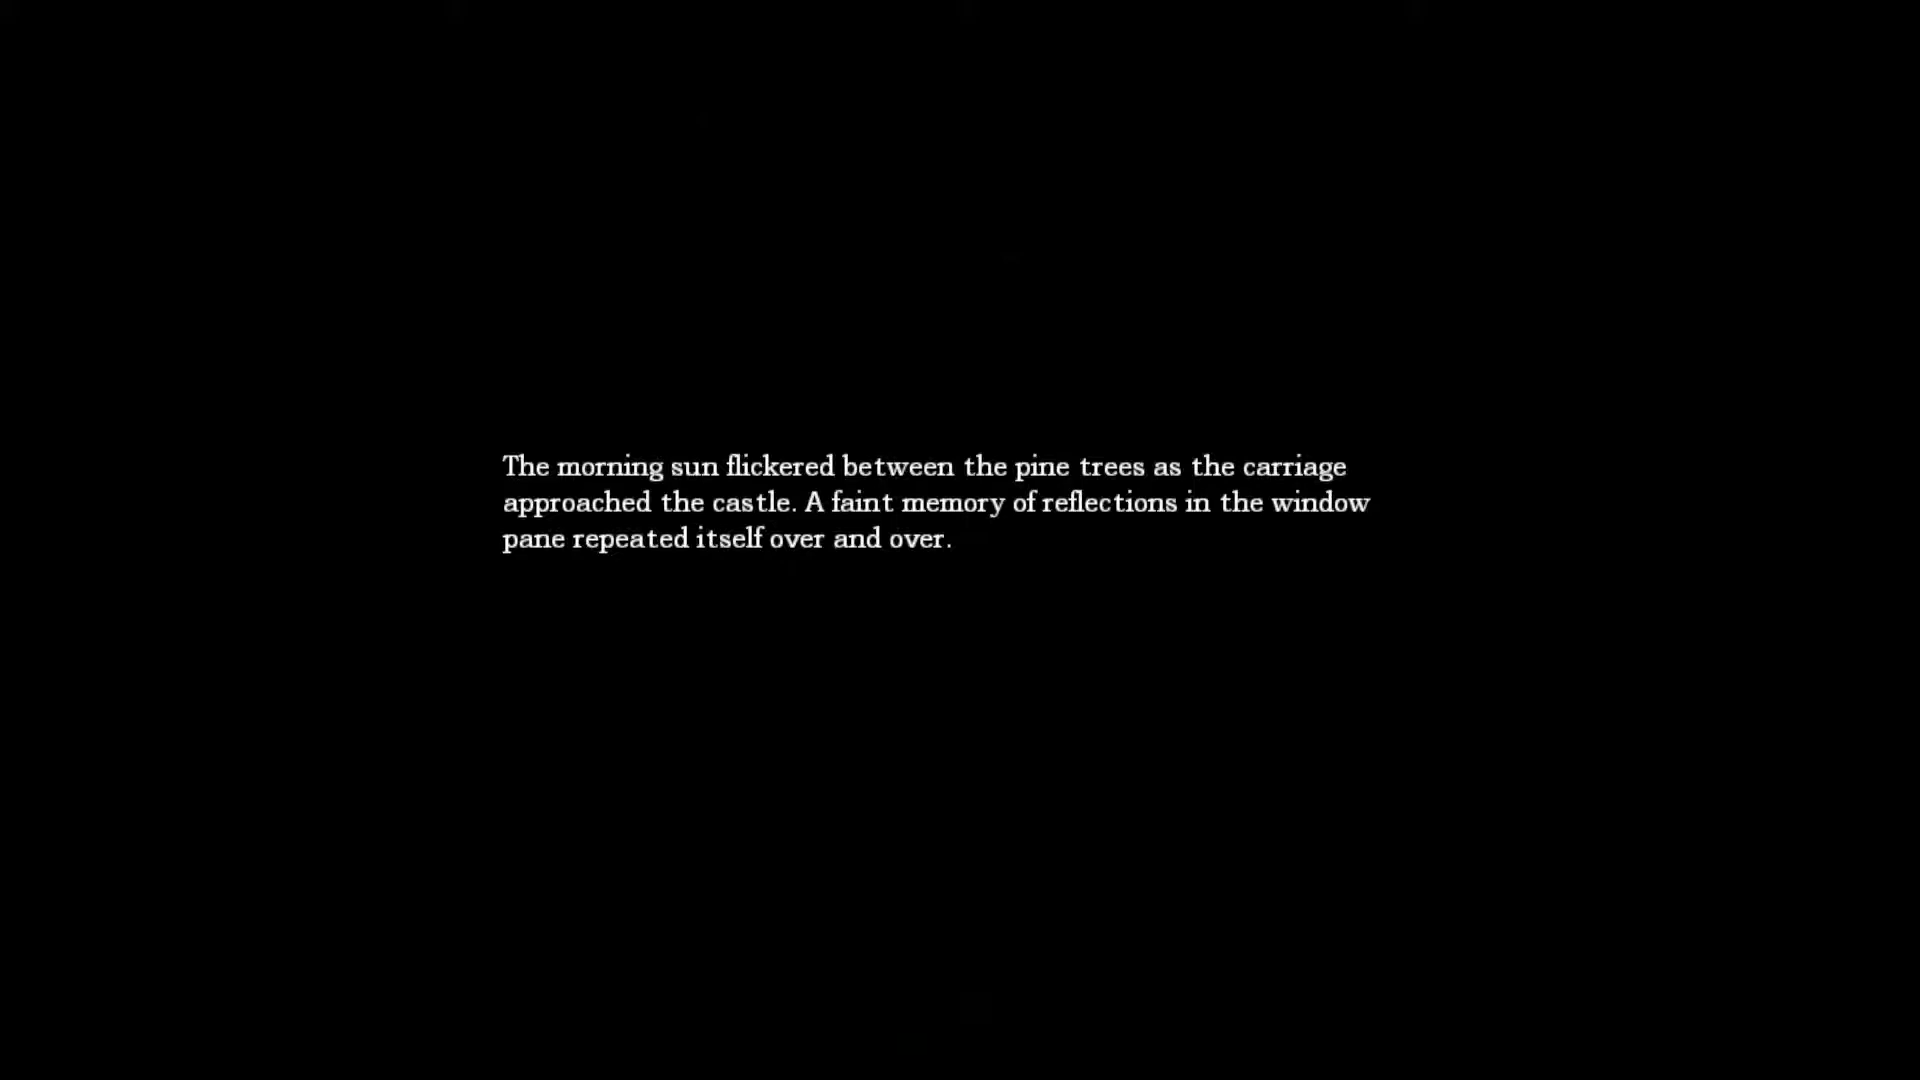 The morning sun flickered between the pine trees as the carriage
approached the castle. A faint memory of reflections in the window
pane repeated itself over and over.